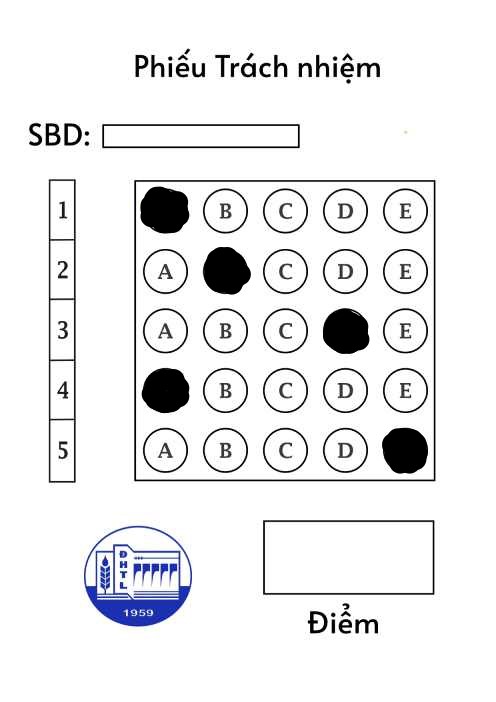 Phiếu Trách nhiệm
SBD:
1 B C D E
2 A C D E
3 A B C E
4 B C D E
5 A B C D
ĐHTL
1959
Điểm